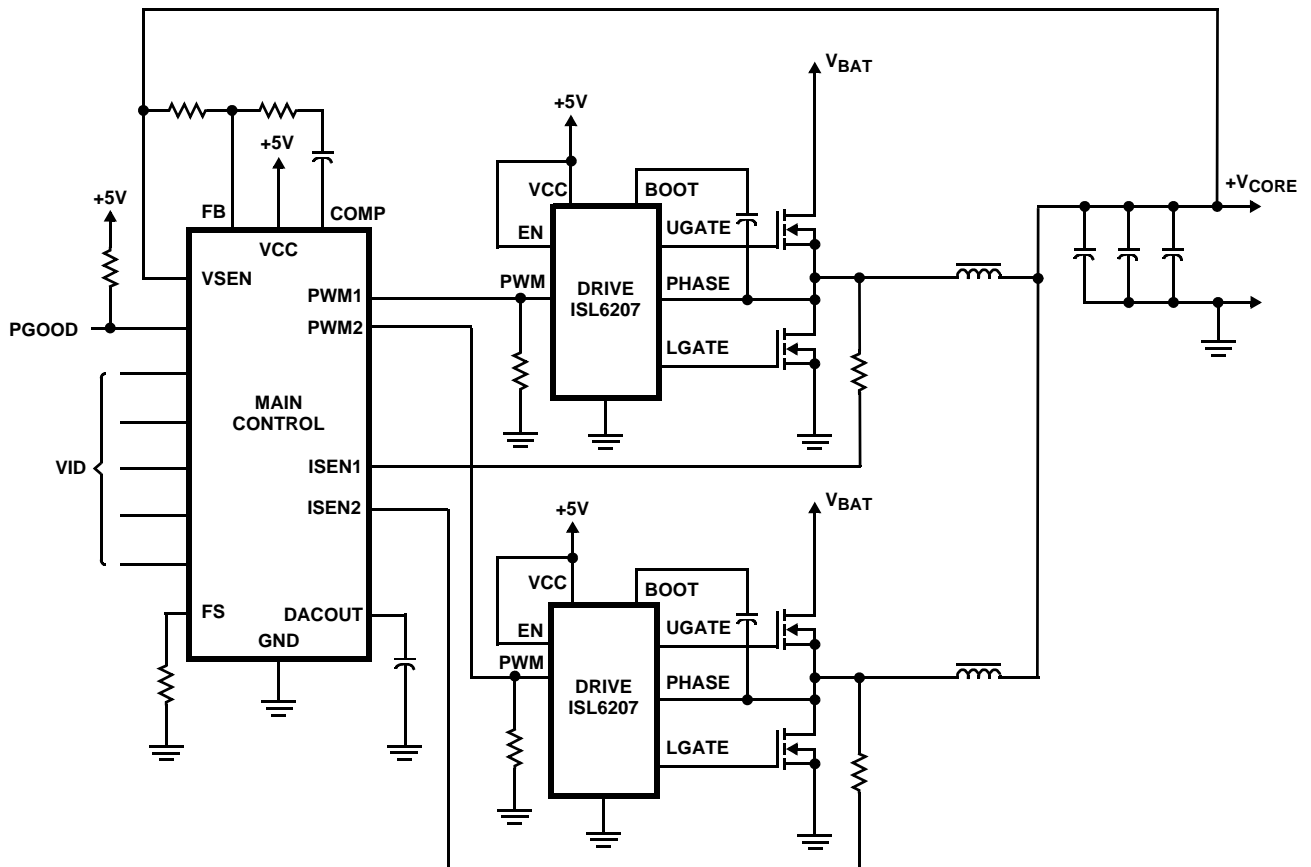 V_BAT
+5V
+5V
+V_CORE
+5V
VCC
BOOT
FB
COMP
VCC
EN
UGATE
VSEN
PWM
DRIVE
ISL6207
PHASE
PWM1
PGOOD
PWM2
LGATE
MAIN
CONTROL
VID
ISEN1
ISEN2
V_BAT
+5V
VCC
BOOT
FS
DACOUT
EN
UGATE
GND
PWM
DRIVE
ISL6207
PHASE
LGATE